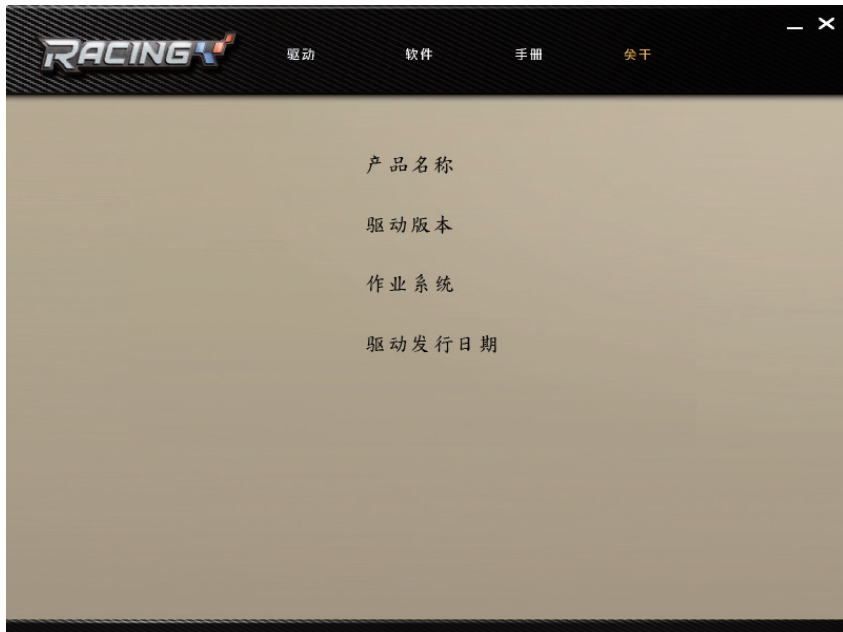 RACING
驱动 软件 手册 关于
产品名称
驱动版本
作业系统
驱动发行日期